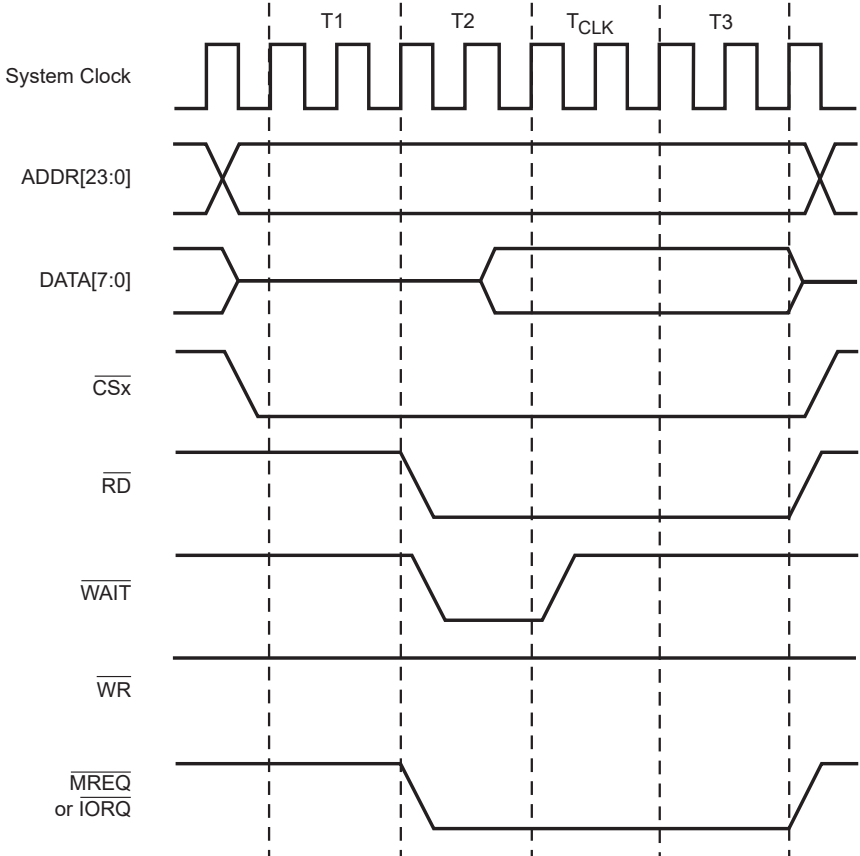 T1 T2 TCLK T3
System Clock
ADDR[23:0]
DATA[7:0]
CSx
RD
WAIT
WR
MREQ
or IORQ